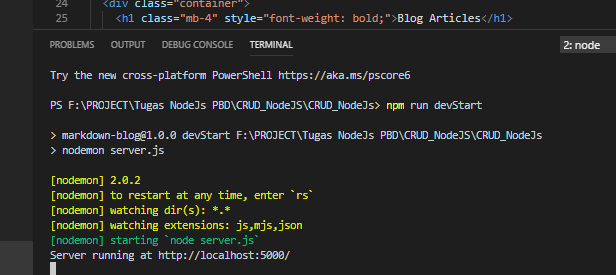 24 <div class="container">
25 <h1 class="mb-4" style="font-weight: bold;">Blog Articles</h1>
PROBLEMS OUTPUT DEBUG CONSOLE TERMINAL 2: node
Try the new cross-platform PowerShell https://aka.ms/pscore6
PS F:\PROJECT\Tugas NodeJs PBD\CRUD_NodeJS\CRUD_NodeJs> npm run devStart
> markdown-blog@1.0.0 devStart F:\PROJECT\Tugas NodeJs PBD\CRUD_NodeJS\CRUD_NodeJs
> nodemon server.js
[nodemon] 2.0.2
[nodemon] to restart at any time, enter `rs`
[nodemon] watching dir(s): *.*
[nodemon] watching extensions: js,mjs,json
[nodemon] starting `node server.js`
Server running at http://localhost:5000/